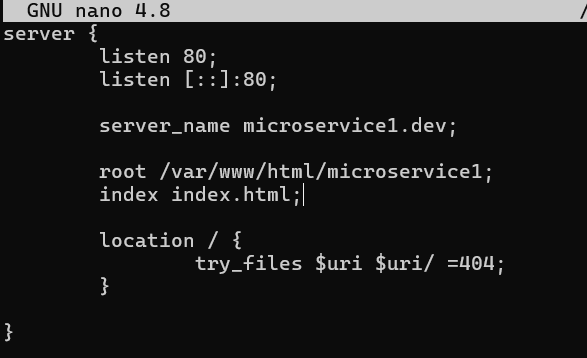 GNU nano 4.8 /
server {
listen 80;
listen [::]:80;
server_name microservice1.dev;
root /var/www/html/microservice1;
index index.html;
location / {
try_files $uri $uri/ =404;
}
}